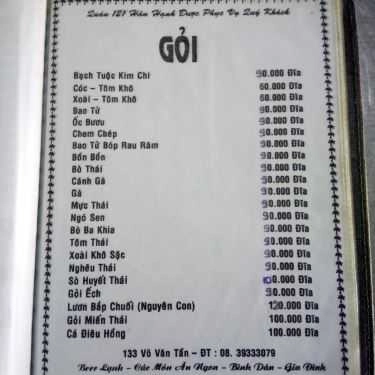 Quán 121 Hân Hạnh Được Phục Vụ Quý Khách
GỎI
Bạch Tuộc Kim Chi 90.000 Đĩa
Cóc - Tôm Khô 60.000 Đĩa
Xoài - Tôm Khô 60.000 Đĩa
Bao Tử 90.000 Đĩa
Ốc Bươu 90.000 Đĩa
Chem Chép 90.000 Đĩa
Bao Tử Bóp Rau Răm 90.000 Đĩa
Bồn Bồn 90.000 Đĩa
Bò Thái 90.000 Đĩa
Cánh Gà 90.000 Đĩa
Gà 90.000 Đĩa
Mực Thái 90.000 Đĩa
Ngó Sen 90.000 Đĩa
Bò Ba Khía 90.000 Đĩa
Tôm Thái 90.000 Đĩa
Xoài Khô Sặc 90.000 Đĩa
Nghêu Thái 90.000 Đĩa
Sò Huyết Thái 100.000 Đĩa
Gỏi Ếch 90.000 Đĩa
Lươn Bắp Chuối (Nguyên Con) 120.000 Đĩa
Gỏi Miến Thái 100.000 Đĩa
Cá Điêu Hồng 100.000 Đĩa
133 Võ Văn Tần - ĐT : 08. 39333079
Beer Lạnh - Các Món Ăn Ngon - Bình Dân - Gia Đình